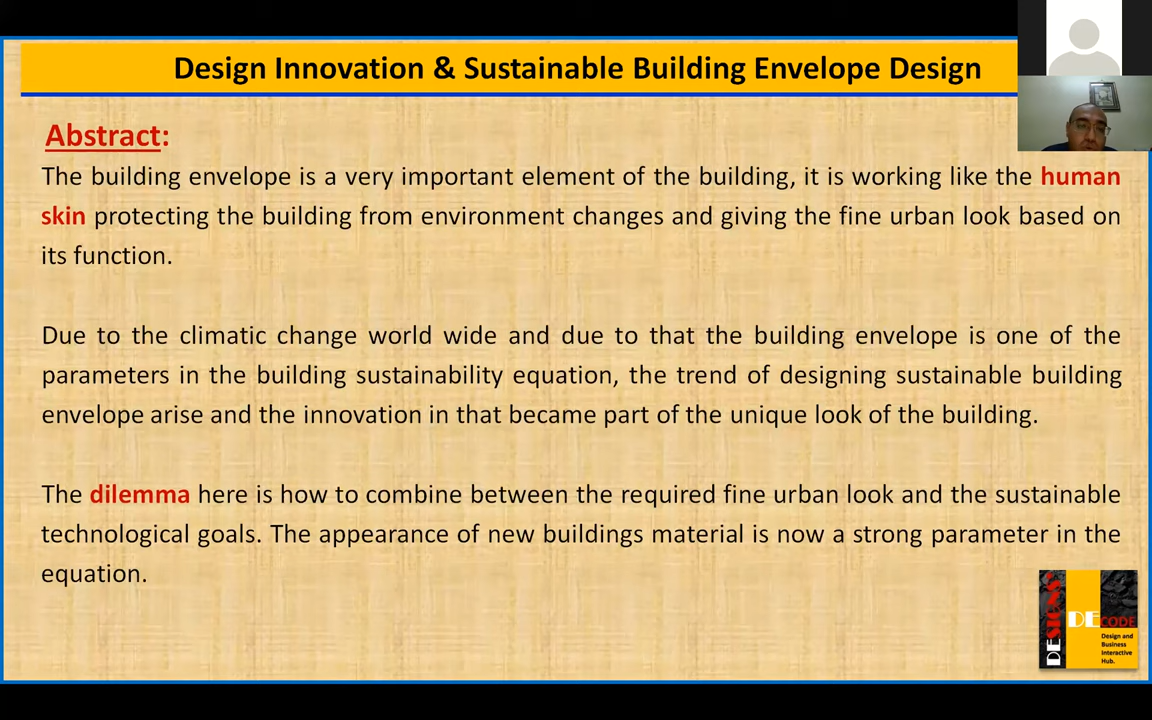 Design Innovation & Sustainable Building Envelope Design
Abstract:
The building envelope is a very important element of the building, it is working like the human
skin protecting the building from environment changes and giving the fine urban look based on
its function.
Due to the climatic change world wide and due to that the building envelope is one of the
parameters in the building sustainability equation, the trend of designing sustainable building
envelope arise and the innovation in that became part of the unique look of the building.
The dilemma here is how to combine between the required fine urban look and the sustainable
technological goals. The appearance of new buildings material is now a strong parameter in the
equation.
DESIGNS
DECODE
Design and
Business
Interactive
Hub.